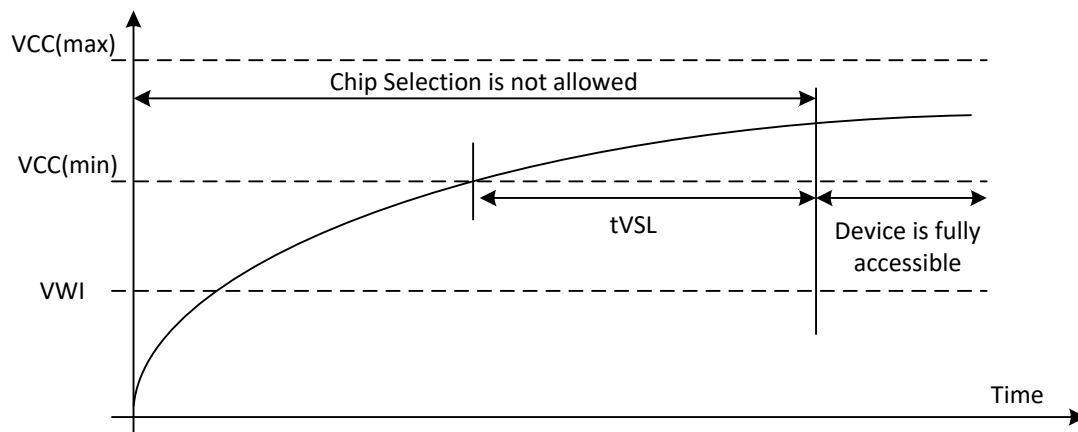 VCC(max)
Chip Selection is not allowed
VCC(min)
tVSL
Device is fully
accessible
VWI
Time